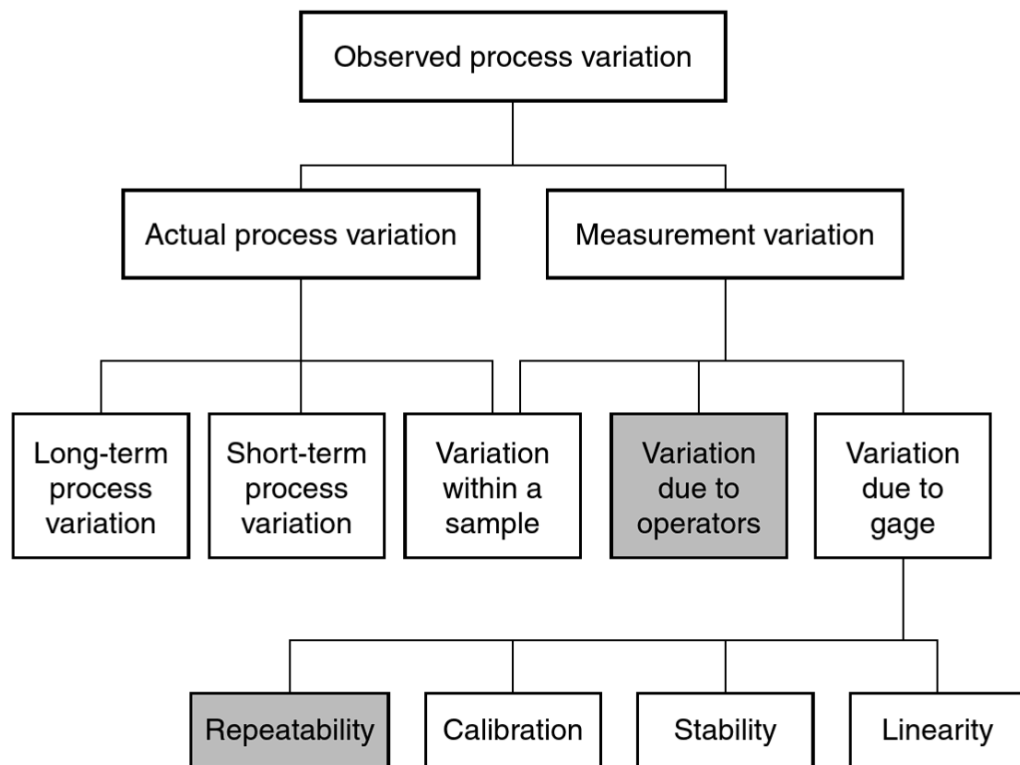 Observed process variation
Actual process variation
Measurement variation
Long-term
process
variation
Short-term
process
variation
Variation
within a
sample
Variation
due to
operators
Variation
due to
gage
Repeatability
Calibration
Stability
Linearity